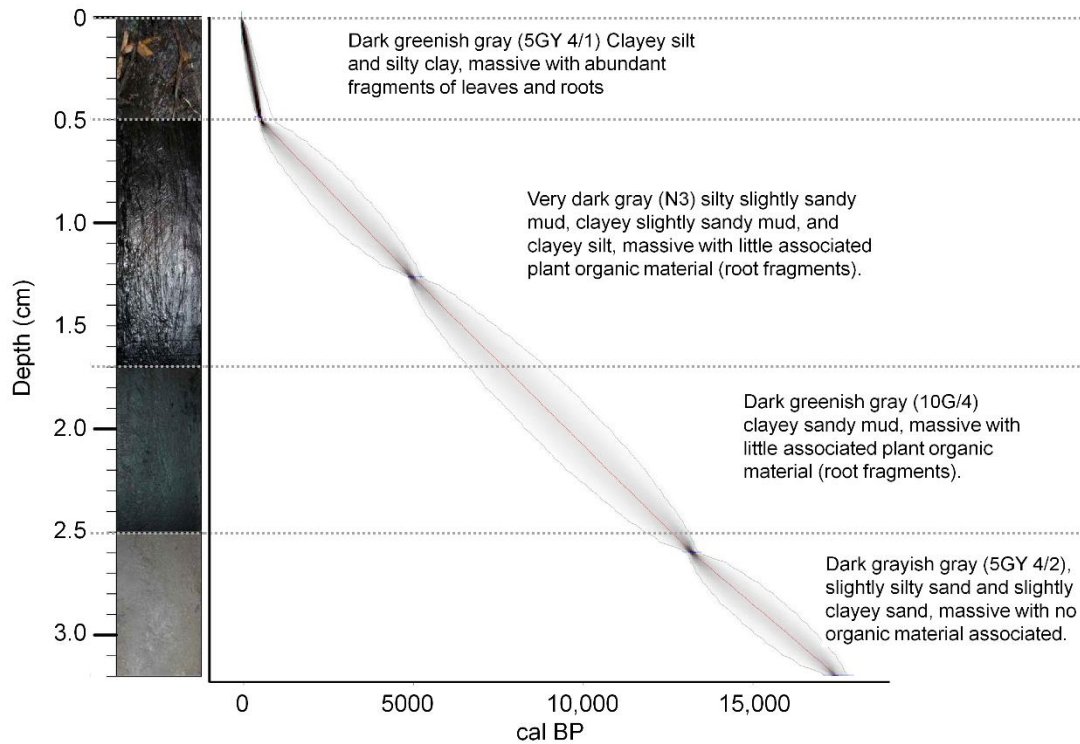 0
Dark greenish gray (5GY 4/1) Clayey silt
and silty clay, massive with abundant
fragments of leaves and roots
0.5
Very dark gray (N3) silty slightly sandy
mud, clayey slightly sandy mud, and
clayey silt, massive with little associated
plant organic material (root fragments).
1.0
1.5
Depth (cm)
Dark greenish gray (10G/4)
clayey sandy mud, massive with
little associated plant organic
material (root fragments).
2.0
2.5
Dark grayish gray (5GY 4/2),
slightly silty sand and slightly
clayey sand, massive with no
organic material associated.
3.0
0 5000 10,000 15,000
cal BP